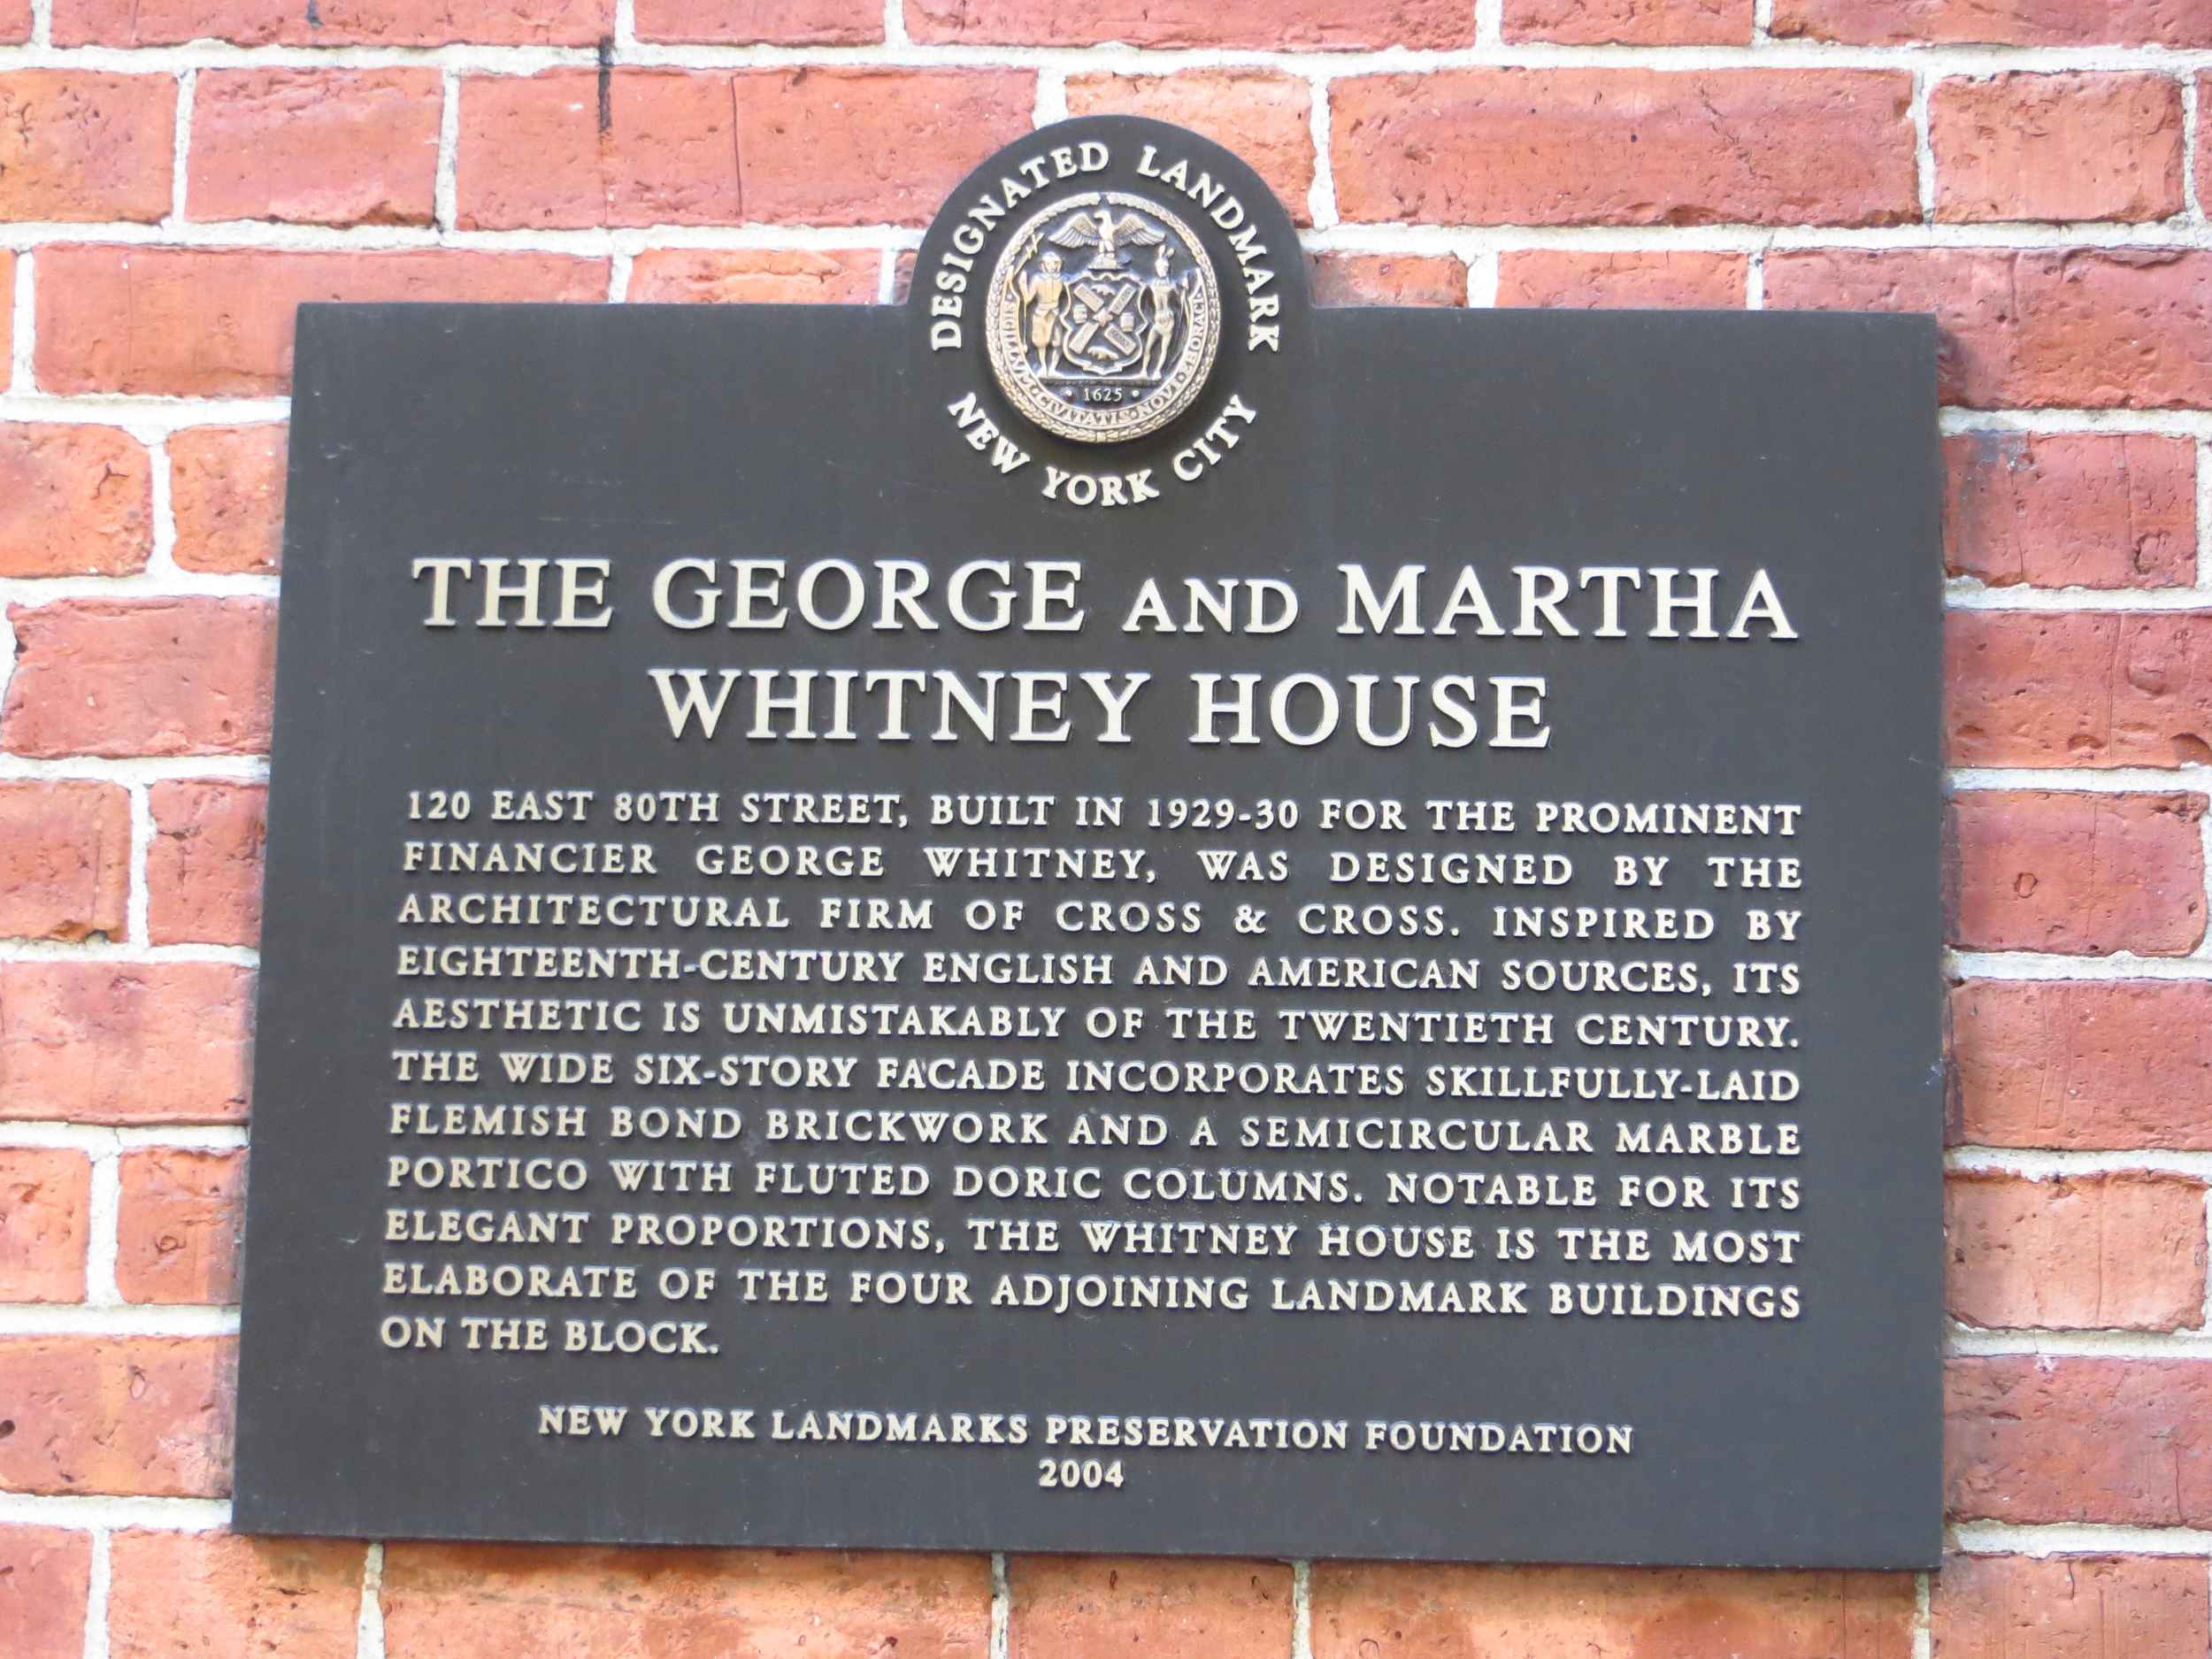 DESIGNATED LANDMARK
SIGILLVM · CIVITATIS · NOVI · EBORACI
· 1625 ·
NEW YORK CITY
THE GEORGE AND MARTHA
WHITNEY HOUSE
120 EAST 80TH STREET, BUILT IN 1929-30 FOR THE PROMINENT
FINANCIER GEORGE WHITNEY, WAS DESIGNED BY THE
ARCHITECTURAL FIRM OF CROSS & CROSS. INSPIRED BY
EIGHTEENTH-CENTURY ENGLISH AND AMERICAN SOURCES, ITS
AESTHETIC IS UNMISTAKABLY OF THE TWENTIETH CENTURY.
THE WIDE SIX-STORY FACADE INCORPORATES SKILLFULLY-LAID
FLEMISH BOND BRICKWORK AND A SEMICIRCULAR MARBLE
PORTICO WITH FLUTED DORIC COLUMNS. NOTABLE FOR ITS
ELEGANT PROPORTIONS, THE WHITNEY HOUSE IS THE MOST
ELABORATE OF THE FOUR ADJOINING LANDMARK BUILDINGS
ON THE BLOCK.
NEW YORK LANDMARKS PRESERVATION FOUNDATION
2004